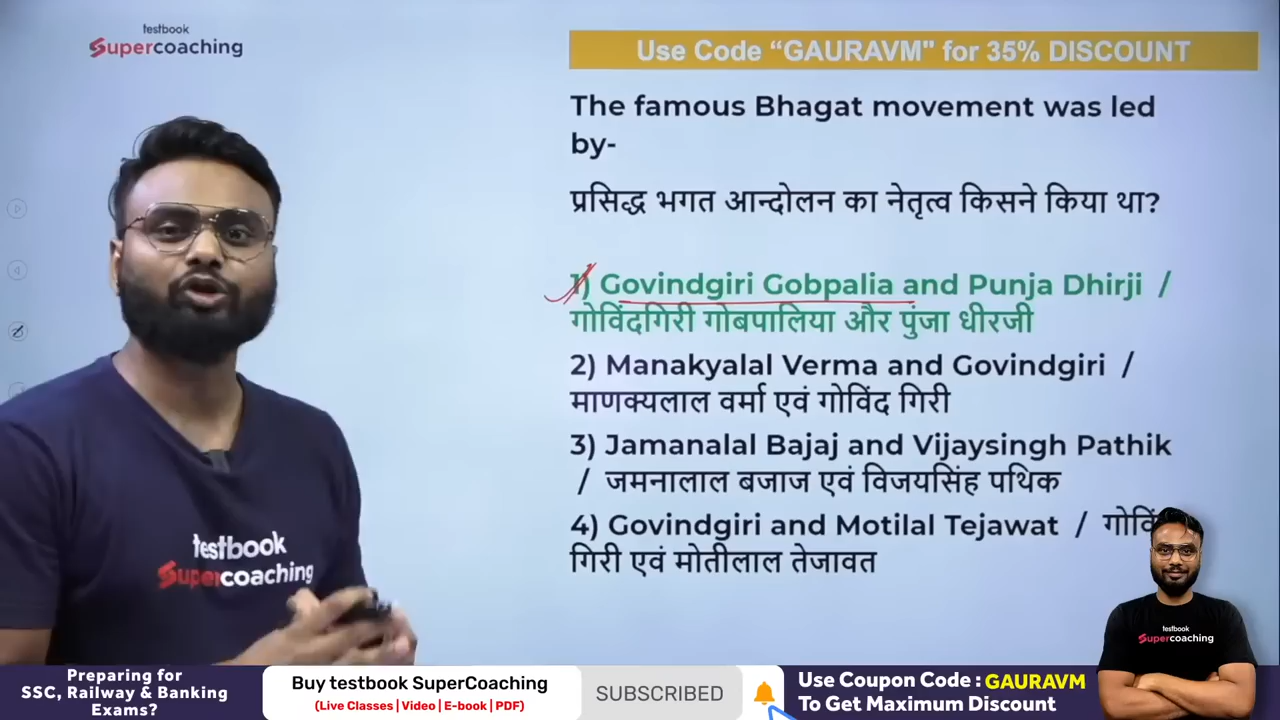 testbook
Supercoaching
Use Code “GAURAVM" for 35% DISCOUNT
The famous Bhagat movement was led
by-
प्रसिद्ध भगत आन्दोलन का नेतृत्व किसने किया था?
1) Govindgiri Gobpalia and Punja Dhirji /
गोविंदगिरी गोबपालिया और पुंजा धीरजी
2) Manakyalal Verma and Govindgiri /
माणक्यलाल वर्मा एवं गोविंद गिरी
3) Jamanalal Bajaj and Vijaysingh Pathik
/ जमनालाल बजाज एवं विजयसिंह पथिक
4) Govindgiri and Motilal Tejawat /
गिरी एवं मोतीलाल तेजावत
testbook
Supercoaching
testbook
Supercoaching
Preparing for
SSC, Railway & Banking
Exams?
Buy testbook SuperCoaching
(Live Classes | Video | E-book | PDF)
SUBSCRIBED
Use Coupon Code : GAURAVM
To Get Maximum Discount